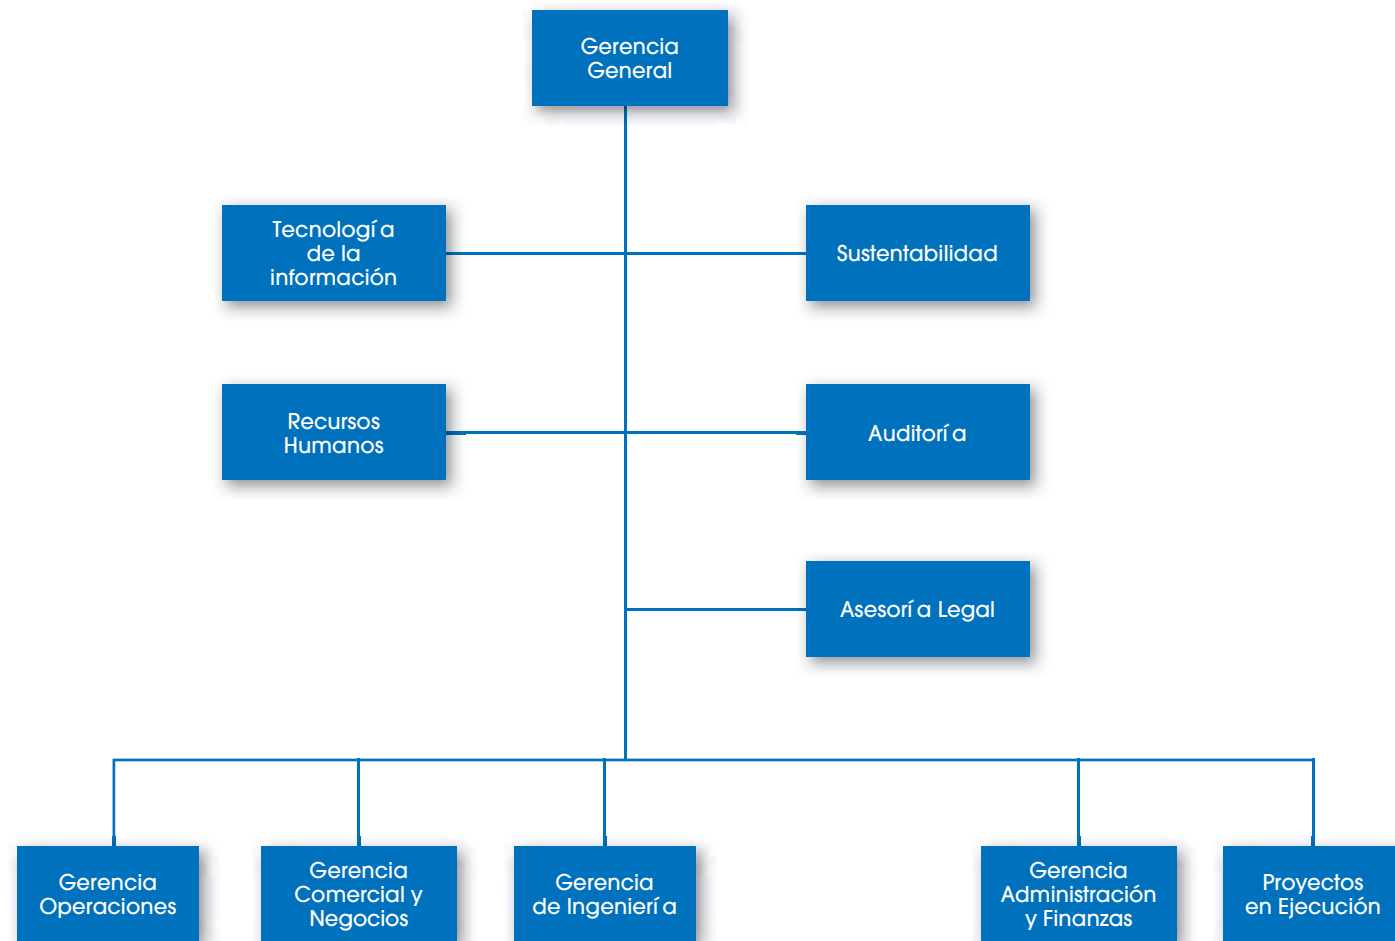 Gerencia
General
Tecnología
de la
información
Sustentabilidad
Recursos
Humanos
Auditoría
Asesoría Legal
Gerencia
Operaciones
Gerencia
Comercial y
Negocios
Gerencia
de Ingeniería
Gerencia
Administración
y Finanzas
Proyectos
en Ejecución